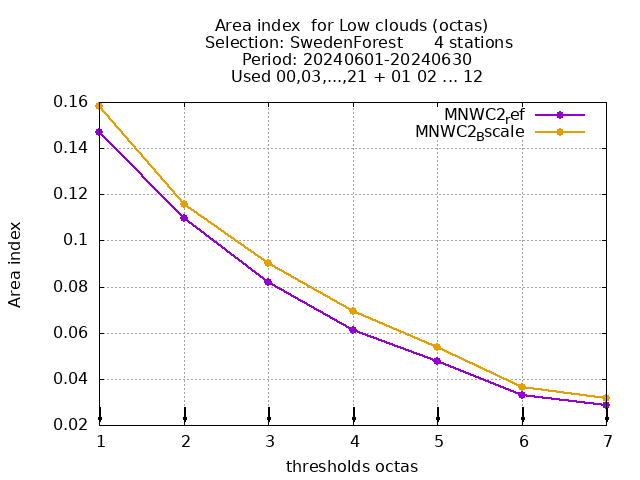 Area index  for Low clouds (octas)
Selection: SwedenForest      4 stations
Period: 20240601-20240630
Used 00,03,...,21 + 01 02 ... 12
MNWC2_ref
MNWC2_Bscale
0.16
0.14
0.12
0.1
0.08
0.06
0.04
0.02
Area index
1 2 3 4 5 6 7
thresholds octas